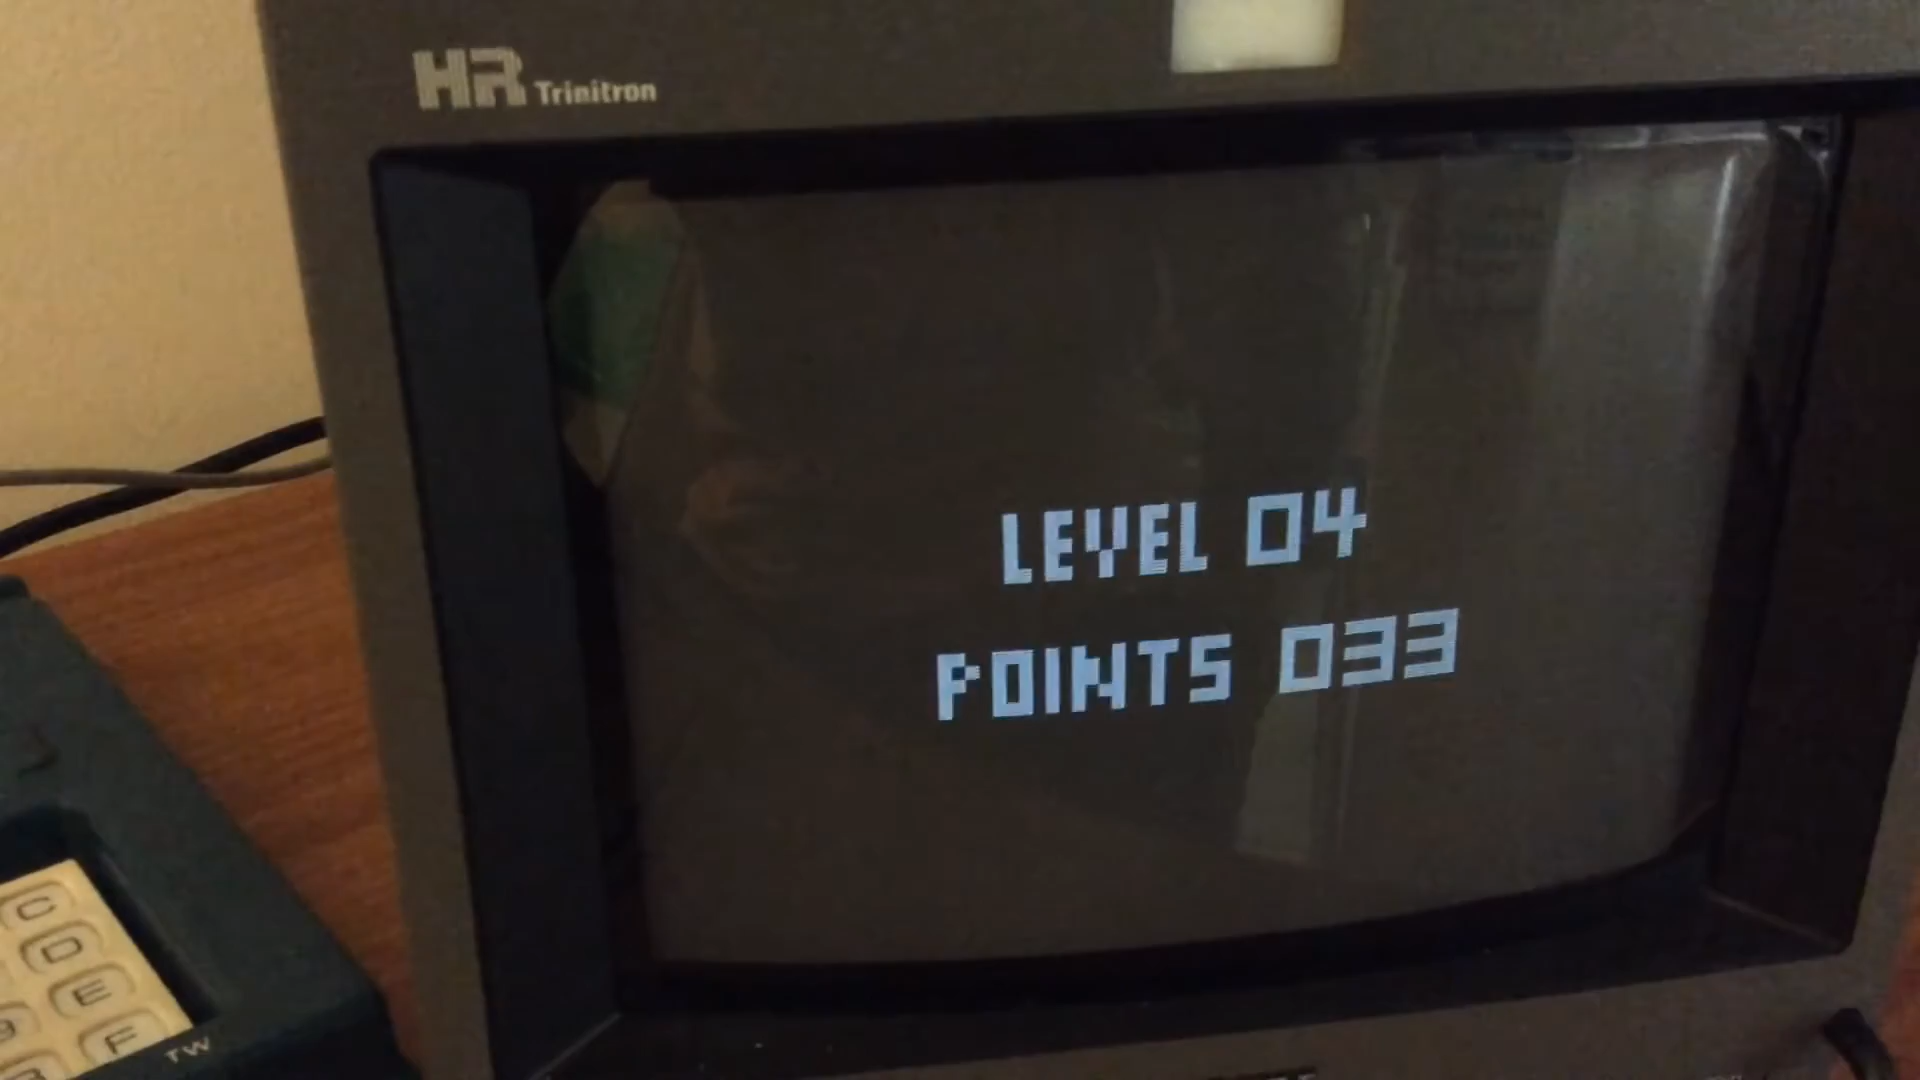 HR Trinitron
LEVEL 04
POINTS 033
C
D
E
F
TW